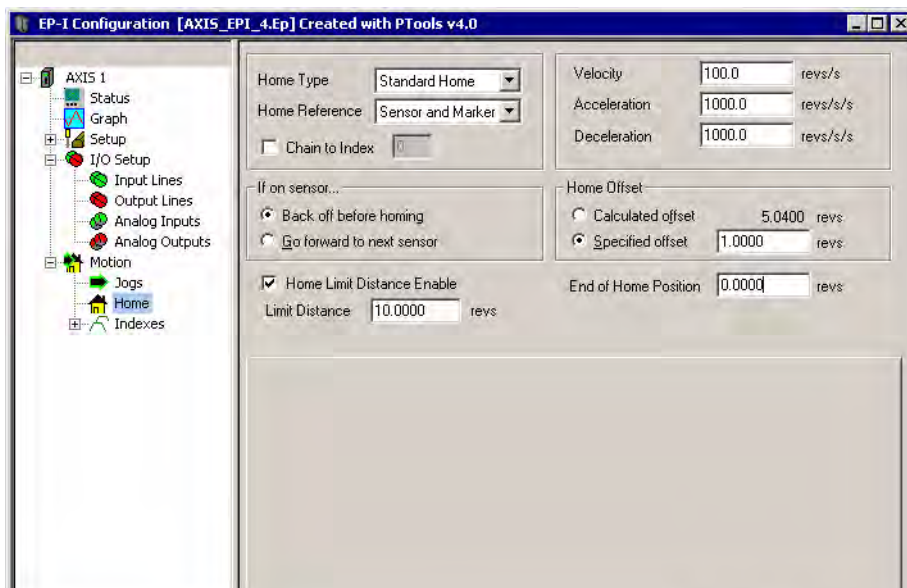 EP-I Configuration [AXIS_EPI_4.Ep] Created with PTools v4.0
AXIS 1
Status
Graph
Setup
I/O Setup
Input Lines
Output Lines
Analog Inputs
Analog Outputs
Motion
Jogs
Home
Indexes
Home Type Standard Home
Home Reference Sensor and Marker
Chain to Index 0
Velocity 100.0 revs/s
Acceleration 1000.0 revs/s/s
Deceleration 1000.0 revs/s/s
If on sensor...
Back off before homing
Go forward to next sensor
Home Offset
Calculated offset 5.0400 revs
Specified offset 1.0000 revs
Home Limit Distance Enable
Limit Distance 10.0000 revs
End of Home Position 0.0000 revs